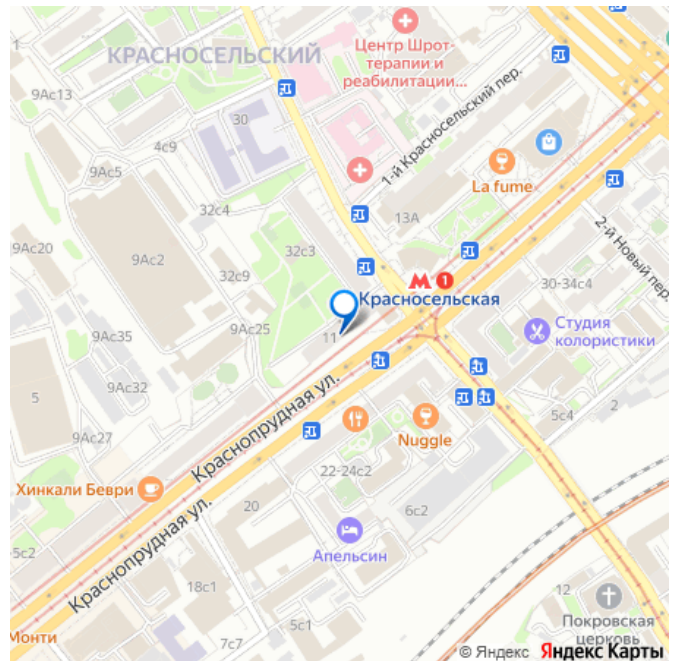 КРАСНОСЕЛЬСКИЙ
Центр Шрот-
терапии и
реабилитации...
9Ас13
30
4с9
1-й Красносельский пер.
La fume
9Ас5
32с4
13А
2-й Новый пер.
9Ас20
9Ас2
32с3
32с9
М 1
Красносельская
30-34с4
9Ас25
11
Студия
колористики
9Ас32
5
Краснопрудная ул.
5с4
2
9Ас27
Nuggle
22-24с2
Хинкали Беври
20
6с2
Краснопрудная ул.
Апельсин
5с2
18с1
12
Покровская
церковь
5с1
Монти
7с7
© Яндекс Яндекс Карты